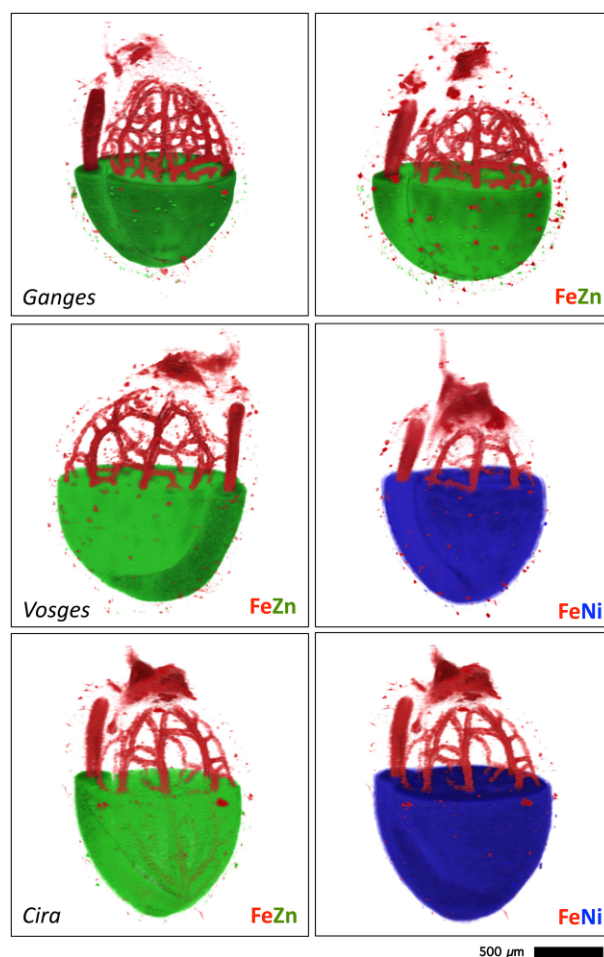 Ganges
FeZn
Vosges
FeZn
FeNi
Cira
FeZn
FeNi
500 µm